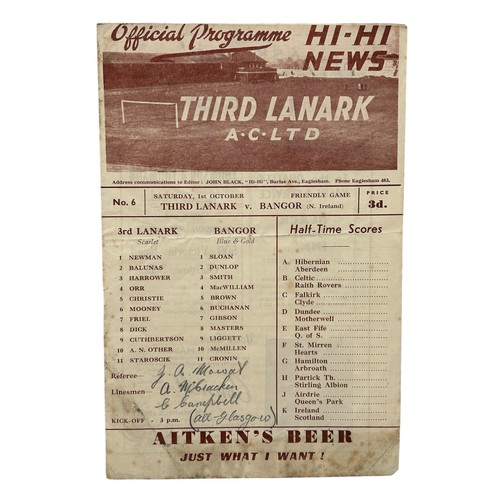 Official Programme
HI-HI
NEWS
THIRD LANARK
A·C·LTD
Address communications to Editor: JOHN BLACK, "Hi-Hi" Barlas Ave., Eaglesham. Phone Eaglesham 483.
No. 6
SATURDAY, 1st OCTOBER
FRIENDLY GAME
THIRD LANARK v. BANGOR (N. Ireland)
PRICE
3d.
3rd LANARK
Scarlet
BANGOR
Blue & Gold
1 NEWMAN
2 BALUNAS
3 HARROWER
4 ORR
5 CHRISTIE
6 MOONEY
7 FRIEL
8 DICK
9 CUTHBERTSON
10 A. N. OTHER
11 STAROSCIK
1 SLOAN
2 DUNLOP
3 SMITH
4 MacWILLIAM
5 BROWN
6 BUCHANAN
7 GIBSON
8 MASTERS
9 LIGGETT
10 McMILLEN
11 CRONIN
Referee— J. A. Mowat
Linesmen— A. McCracken
C Campbell
(all Glasgow)
KICK-OFF - 3 p.m.
Half-Time Scores
A Hibernian
Aberdeen
B Celtic
Raith Rovers
C Falkirk
Clyde
D Dundee
Motherwell
E East Fife
Q. of S.
F St. Mirren
Hearts
G Hamilton
Arbroath
H Partick Th.
Stirling Albion
J Airdrie
Queen's Park
K Ireland
Scotland
AITKEN'S BEER
JUST WHAT I WANT!